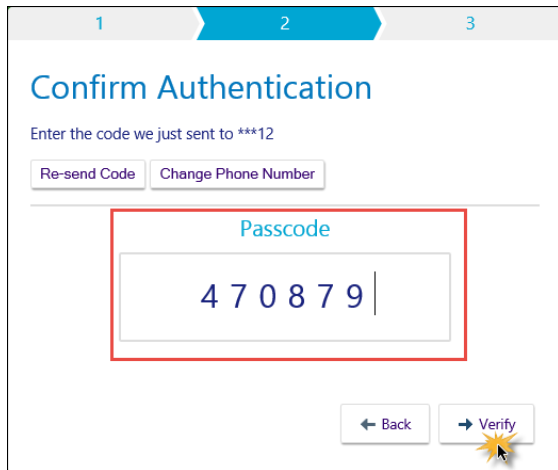 1 2 3
Confirm Authentication
Enter the code we just sent to ***12
Re-send Code Change Phone Number
Passcode
470879
Back Verify